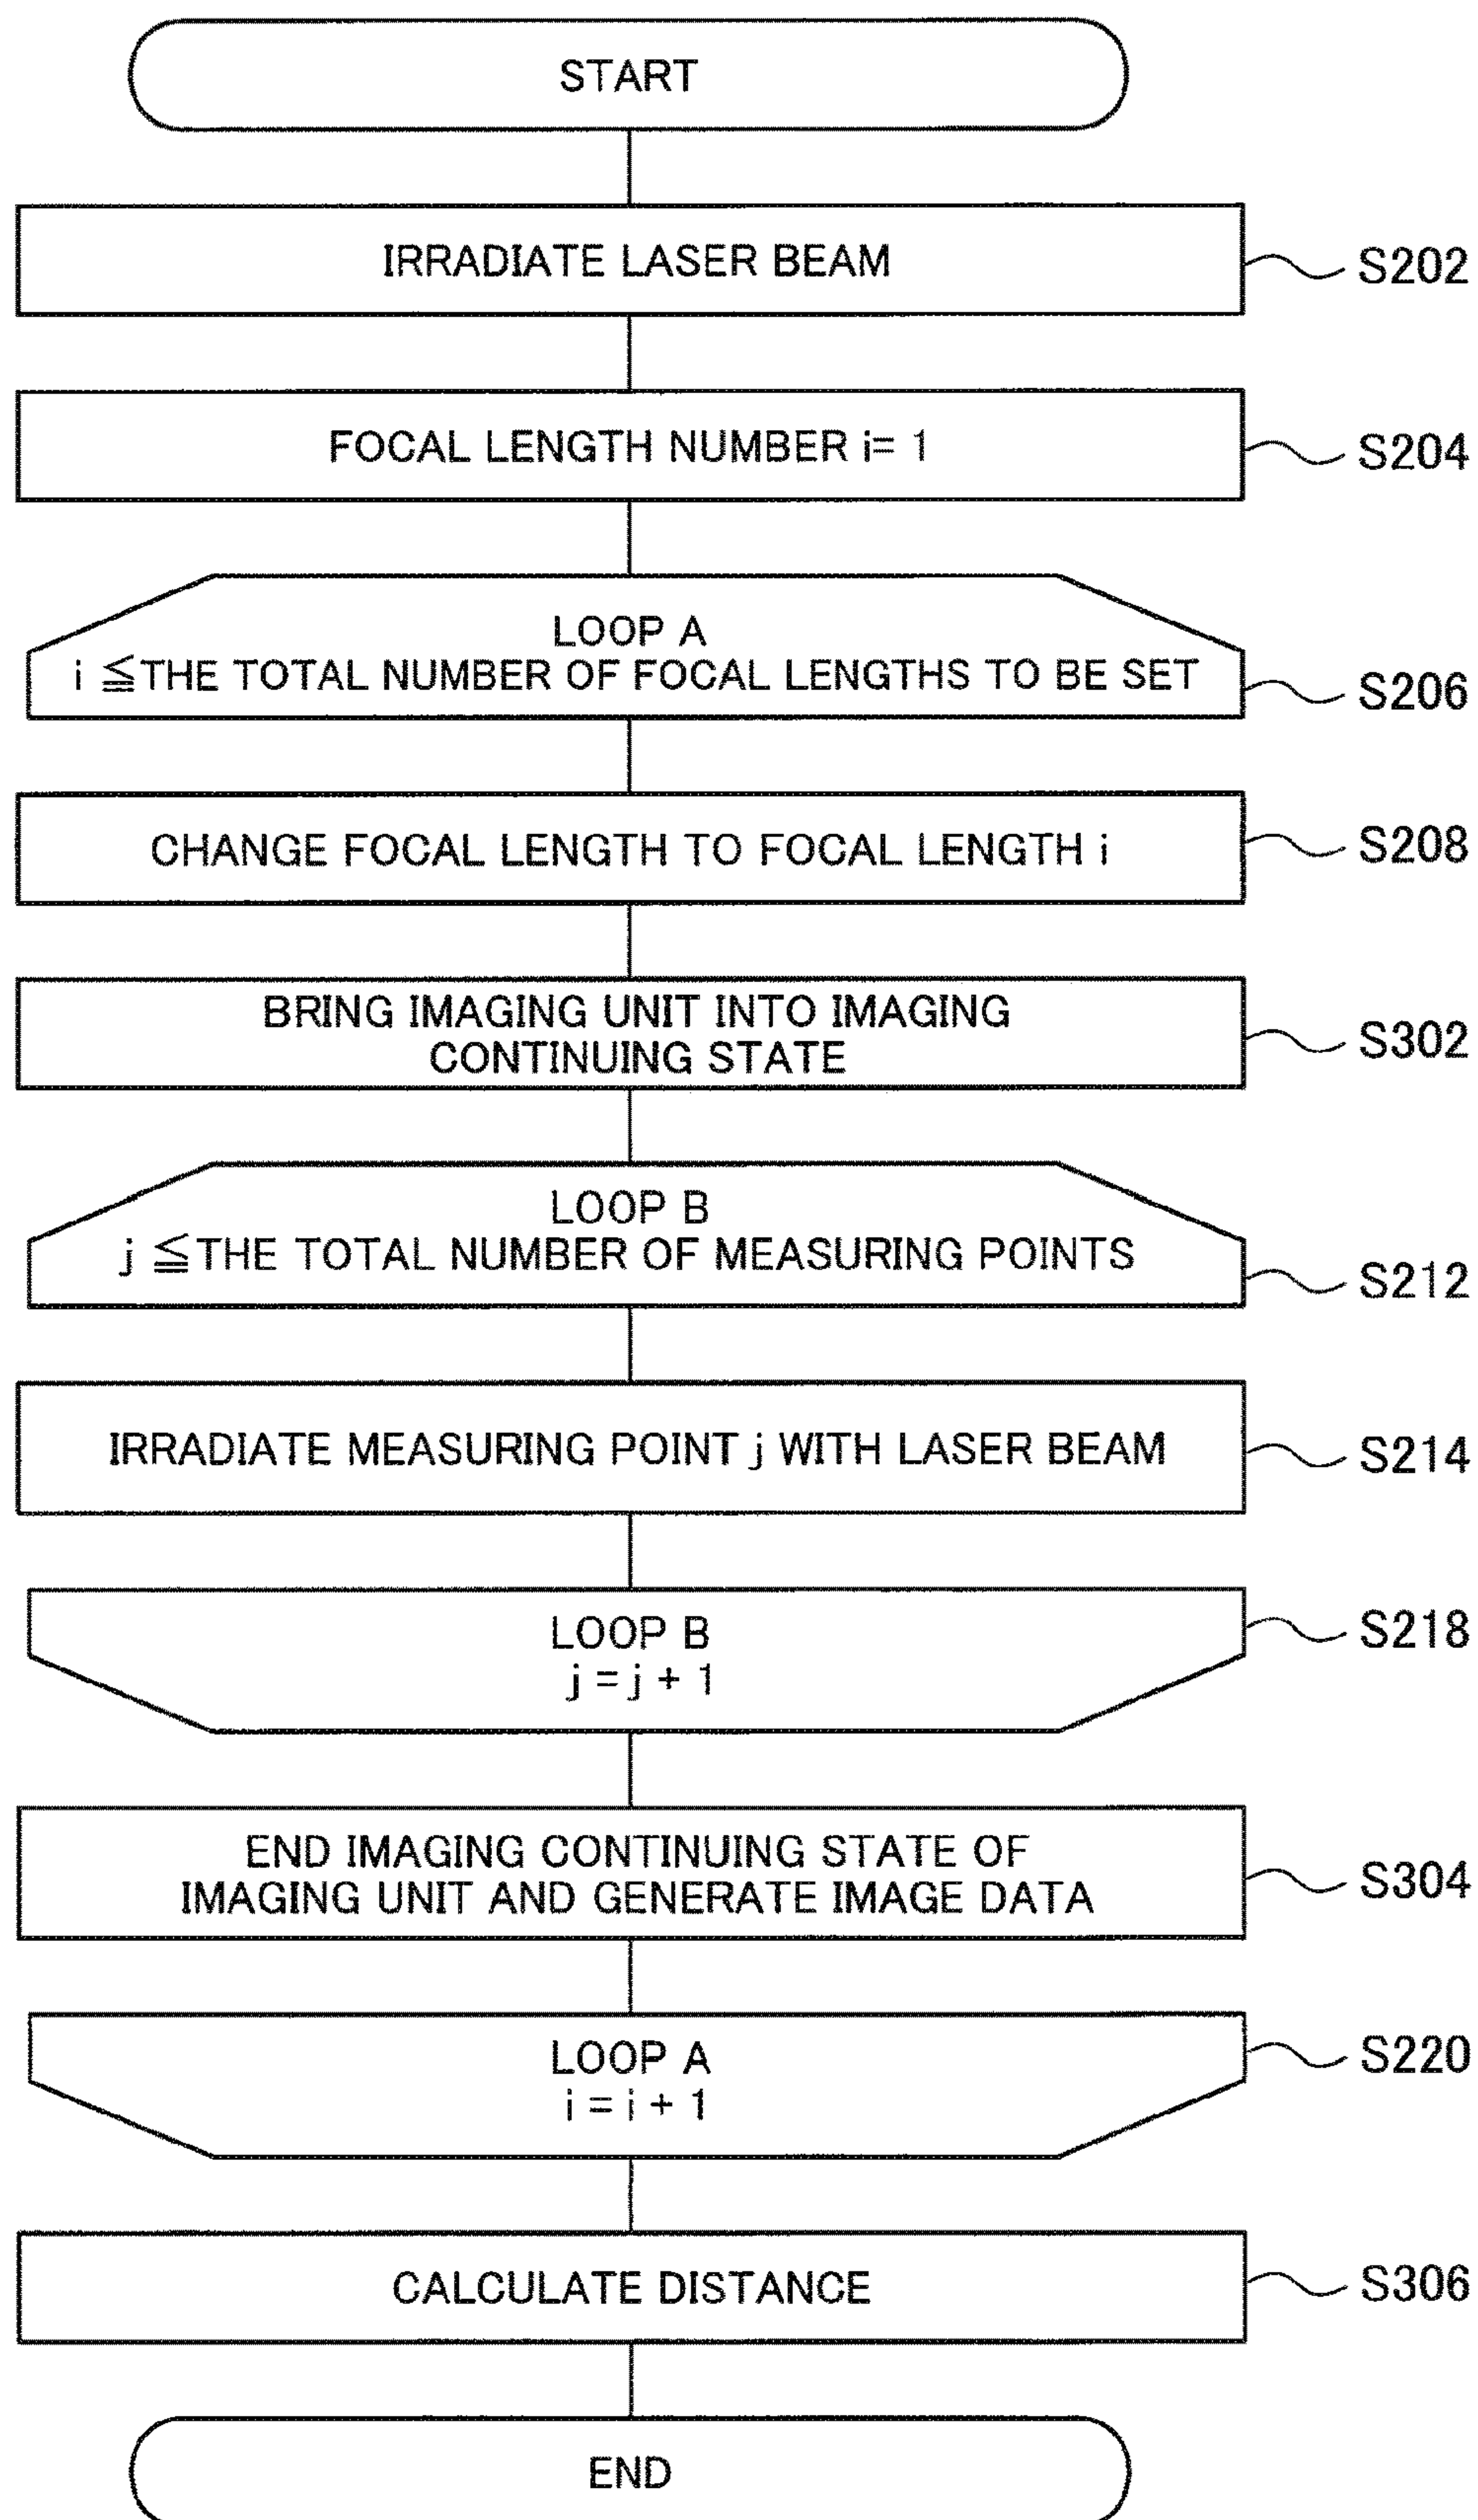 START
IRRADIATE LASER BEAM
S202
FOCAL LENGTH NUMBER i= 1
S204
LOOP A
i ≦THE TOTAL NUMBER OF FOCAL LENGTHS TO BE SET
S206
CHANGE FOCAL LENGTH TO FOCAL LENGTH i
S208
BRING IMAGING UNIT INTO IMAGING
CONTINUING STATE
S302
LOOP B
j ≦THE TOTAL NUMBER OF MEASURING POINTS
S212
IRRADIATE MEASURING POINT j WITH LASER BEAM
S214
LOOP B
j = j + 1
S218
END IMAGING CONTINUING STATE OF
IMAGING UNIT AND GENERATE IMAGE DATA
S304
LOOP A
i = i + 1
S220
CALCULATE DISTANCE
S306
END